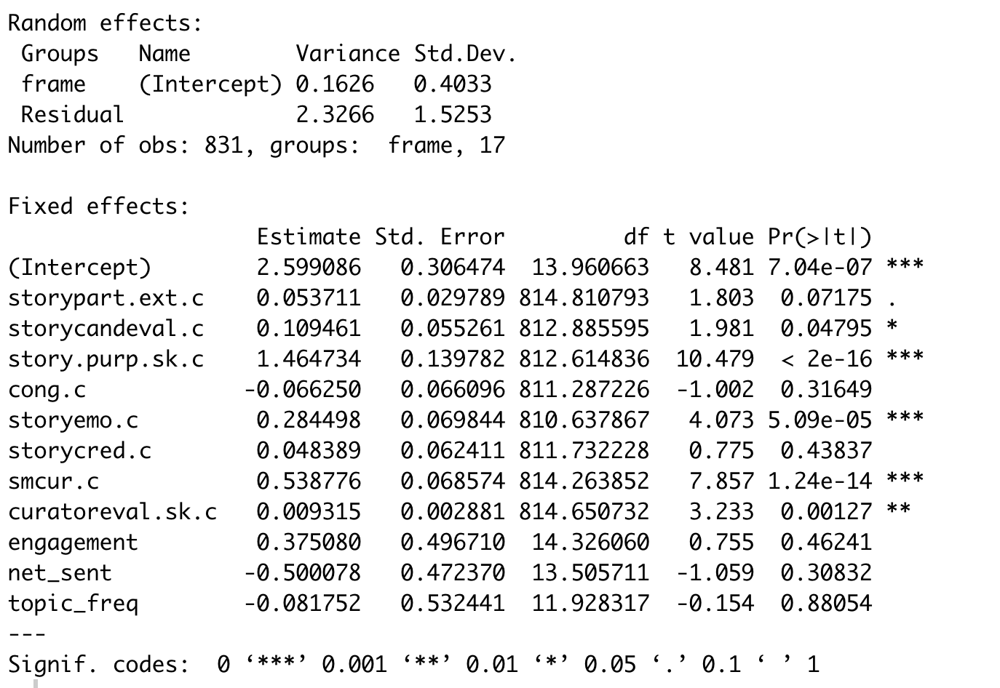 Random effects:
 Groups   Name        Variance Std.Dev.
 frame    (Intercept) 0.1626   0.4033
 Residual             2.3266   1.5253
Number of obs: 831, groups:  frame, 17

Fixed effects:
                   Estimate Std. Error         df t value Pr(>|t|)
(Intercept)        2.599086   0.306474  13.960663   8.481 7.04e-07 ***
storypart.ext.c    0.053711   0.029789 814.810793   1.803  0.07175 .
storycandeval.c    0.109461   0.055261 812.885595   1.981  0.04795 *
story.purp.sk.c    1.464734   0.139782 812.614836  10.479  < 2e-16 ***
cong.c            -0.066250   0.066096 811.287226  -1.002  0.31649
storyemo.c         0.284498   0.069844 810.637867   4.073 5.09e-05 ***
storycred.c        0.048389   0.062411 811.732228   0.775  0.43837
smcur.c            0.538776   0.068574 814.263852   7.857 1.24e-14 ***
curatoreval.sk.c   0.009315   0.002881 814.650732   3.233  0.00127 **
engagement         0.375080   0.496710  14.326060   0.755  0.46241
net_sent          -0.500078   0.472370  13.505711  -1.059  0.30832
topic_freq        -0.081752   0.532441  11.928317  -0.154  0.88054
---
Signif. codes:  0 ‘***’ 0.001 ‘**’ 0.01 ‘*’ 0.05 ‘.’ 0.1 ‘ ’ 1